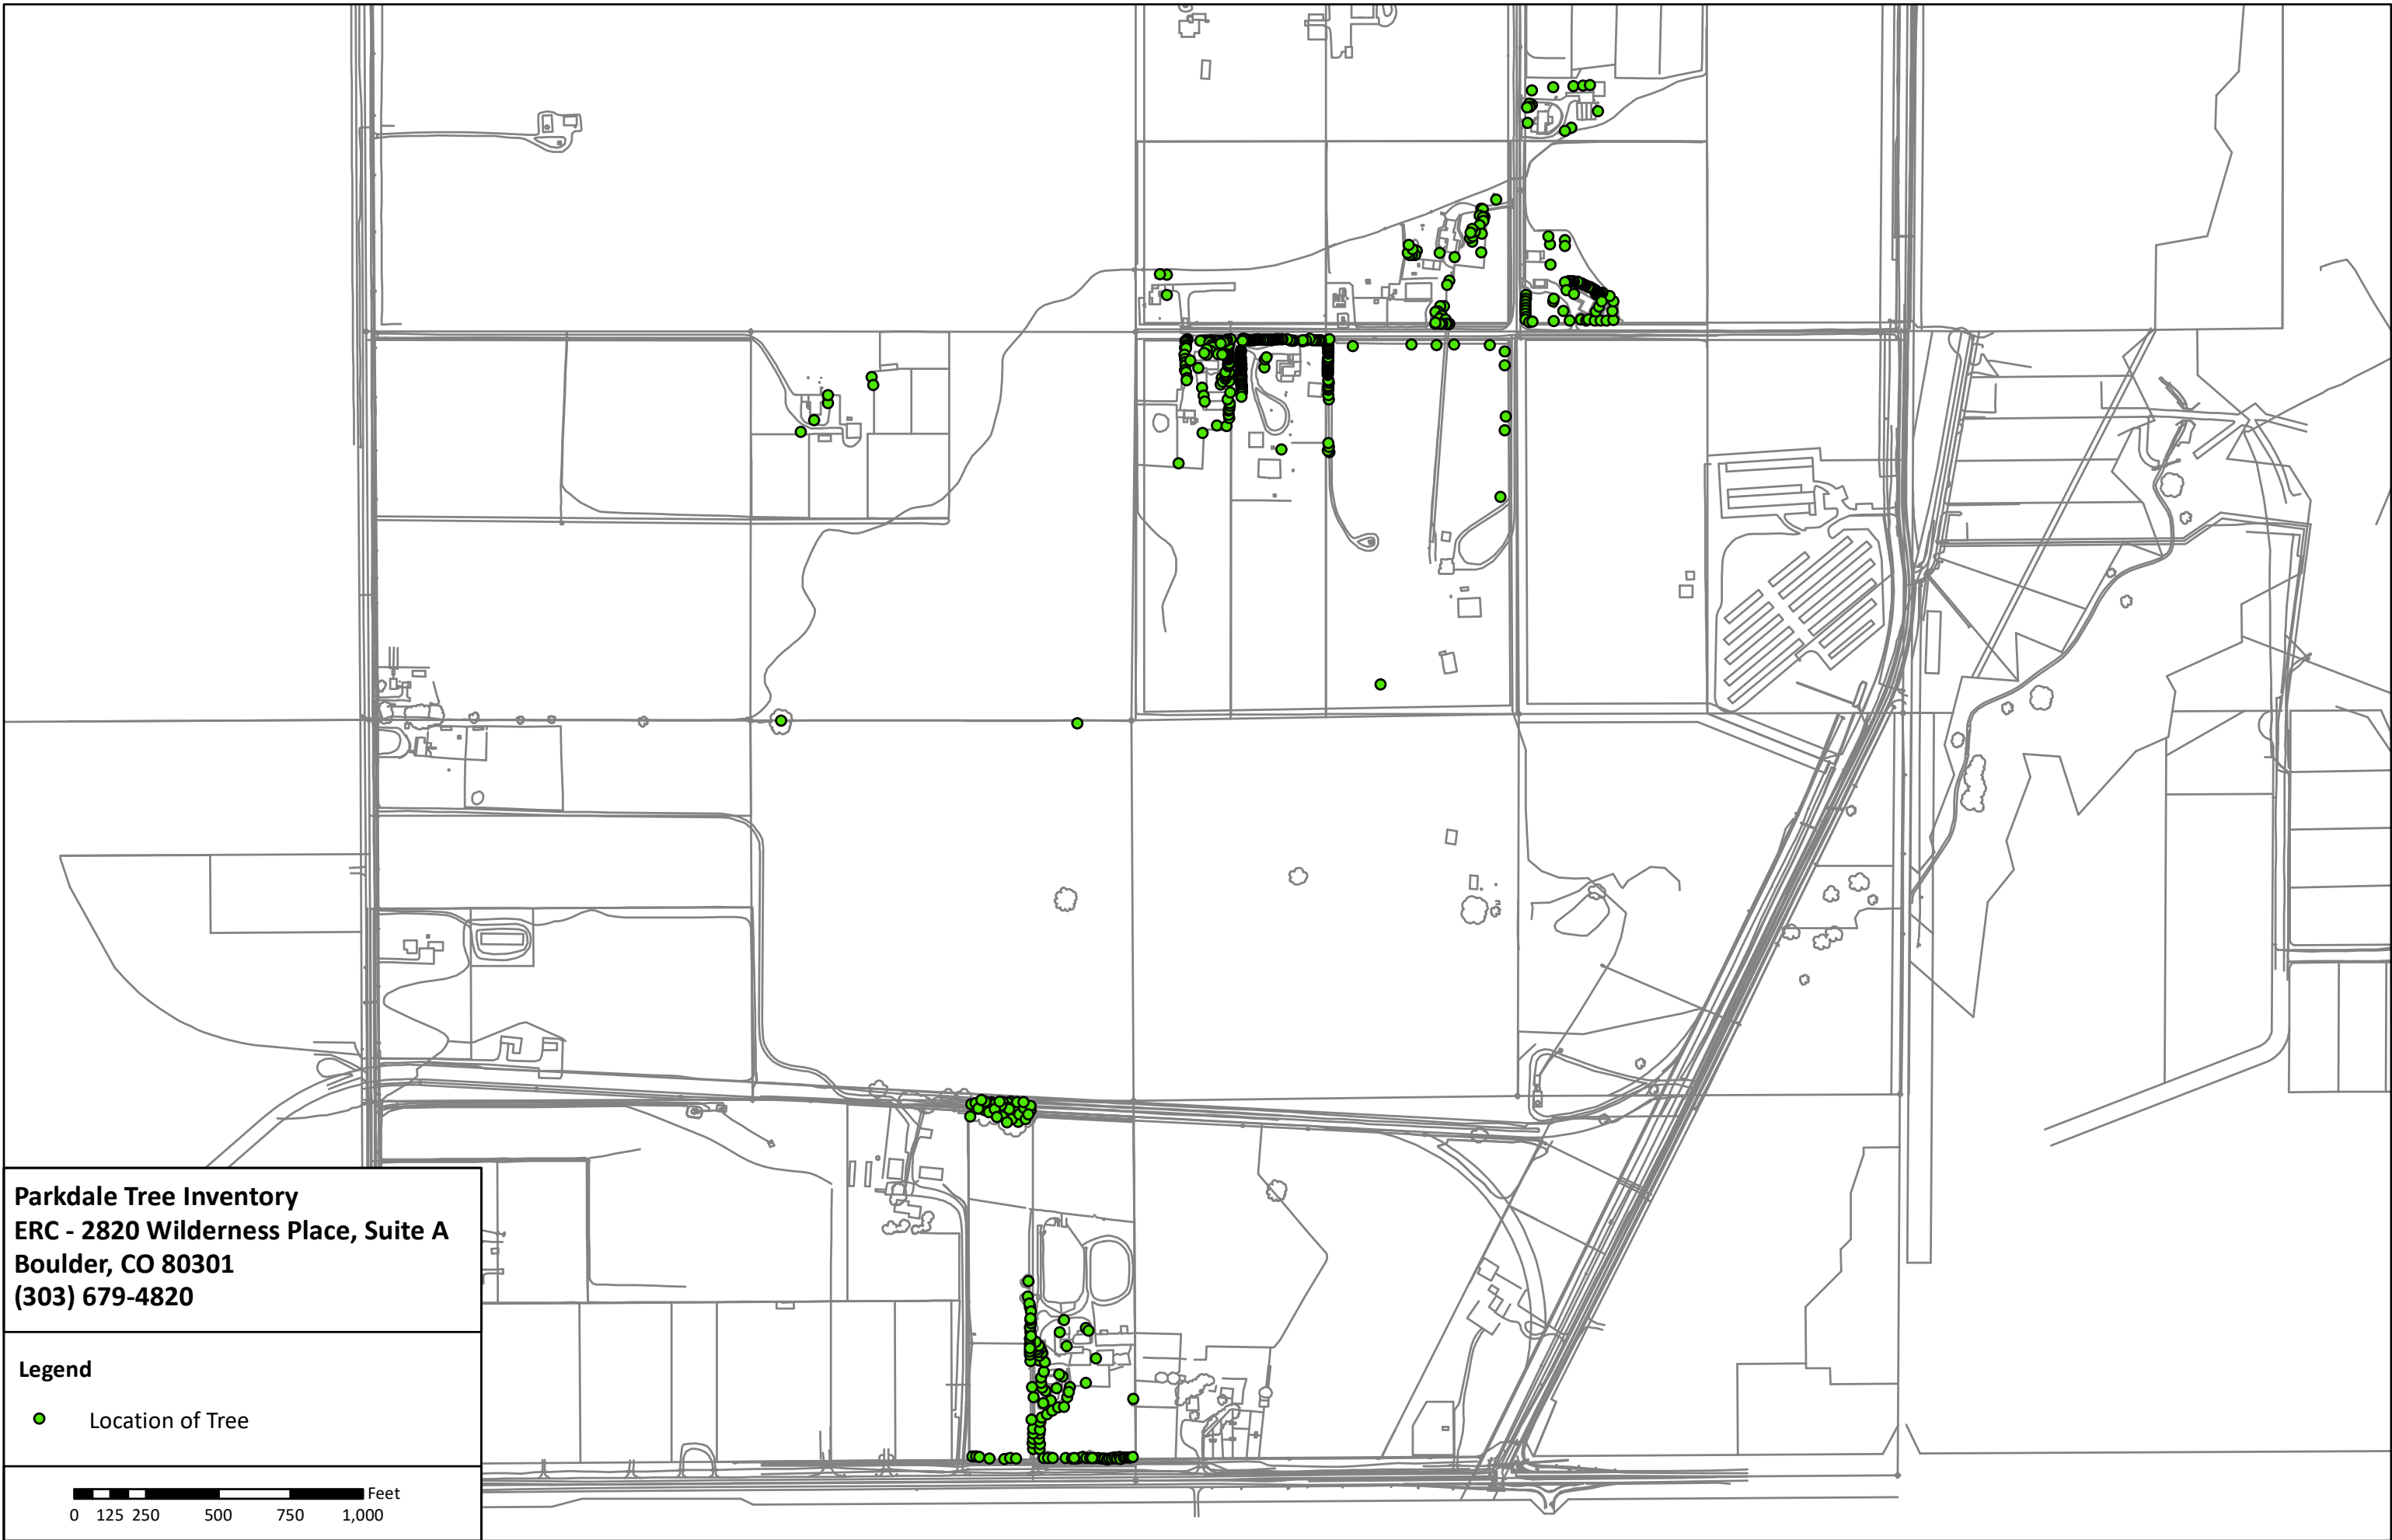 Parkdale Tree Inventory
ERC - 2820 Wilderness Place, Suite A
Boulder, CO 80301
(303) 679-4820
Legend
Location of Tree
Feet
0 125 250 500 750 1,000